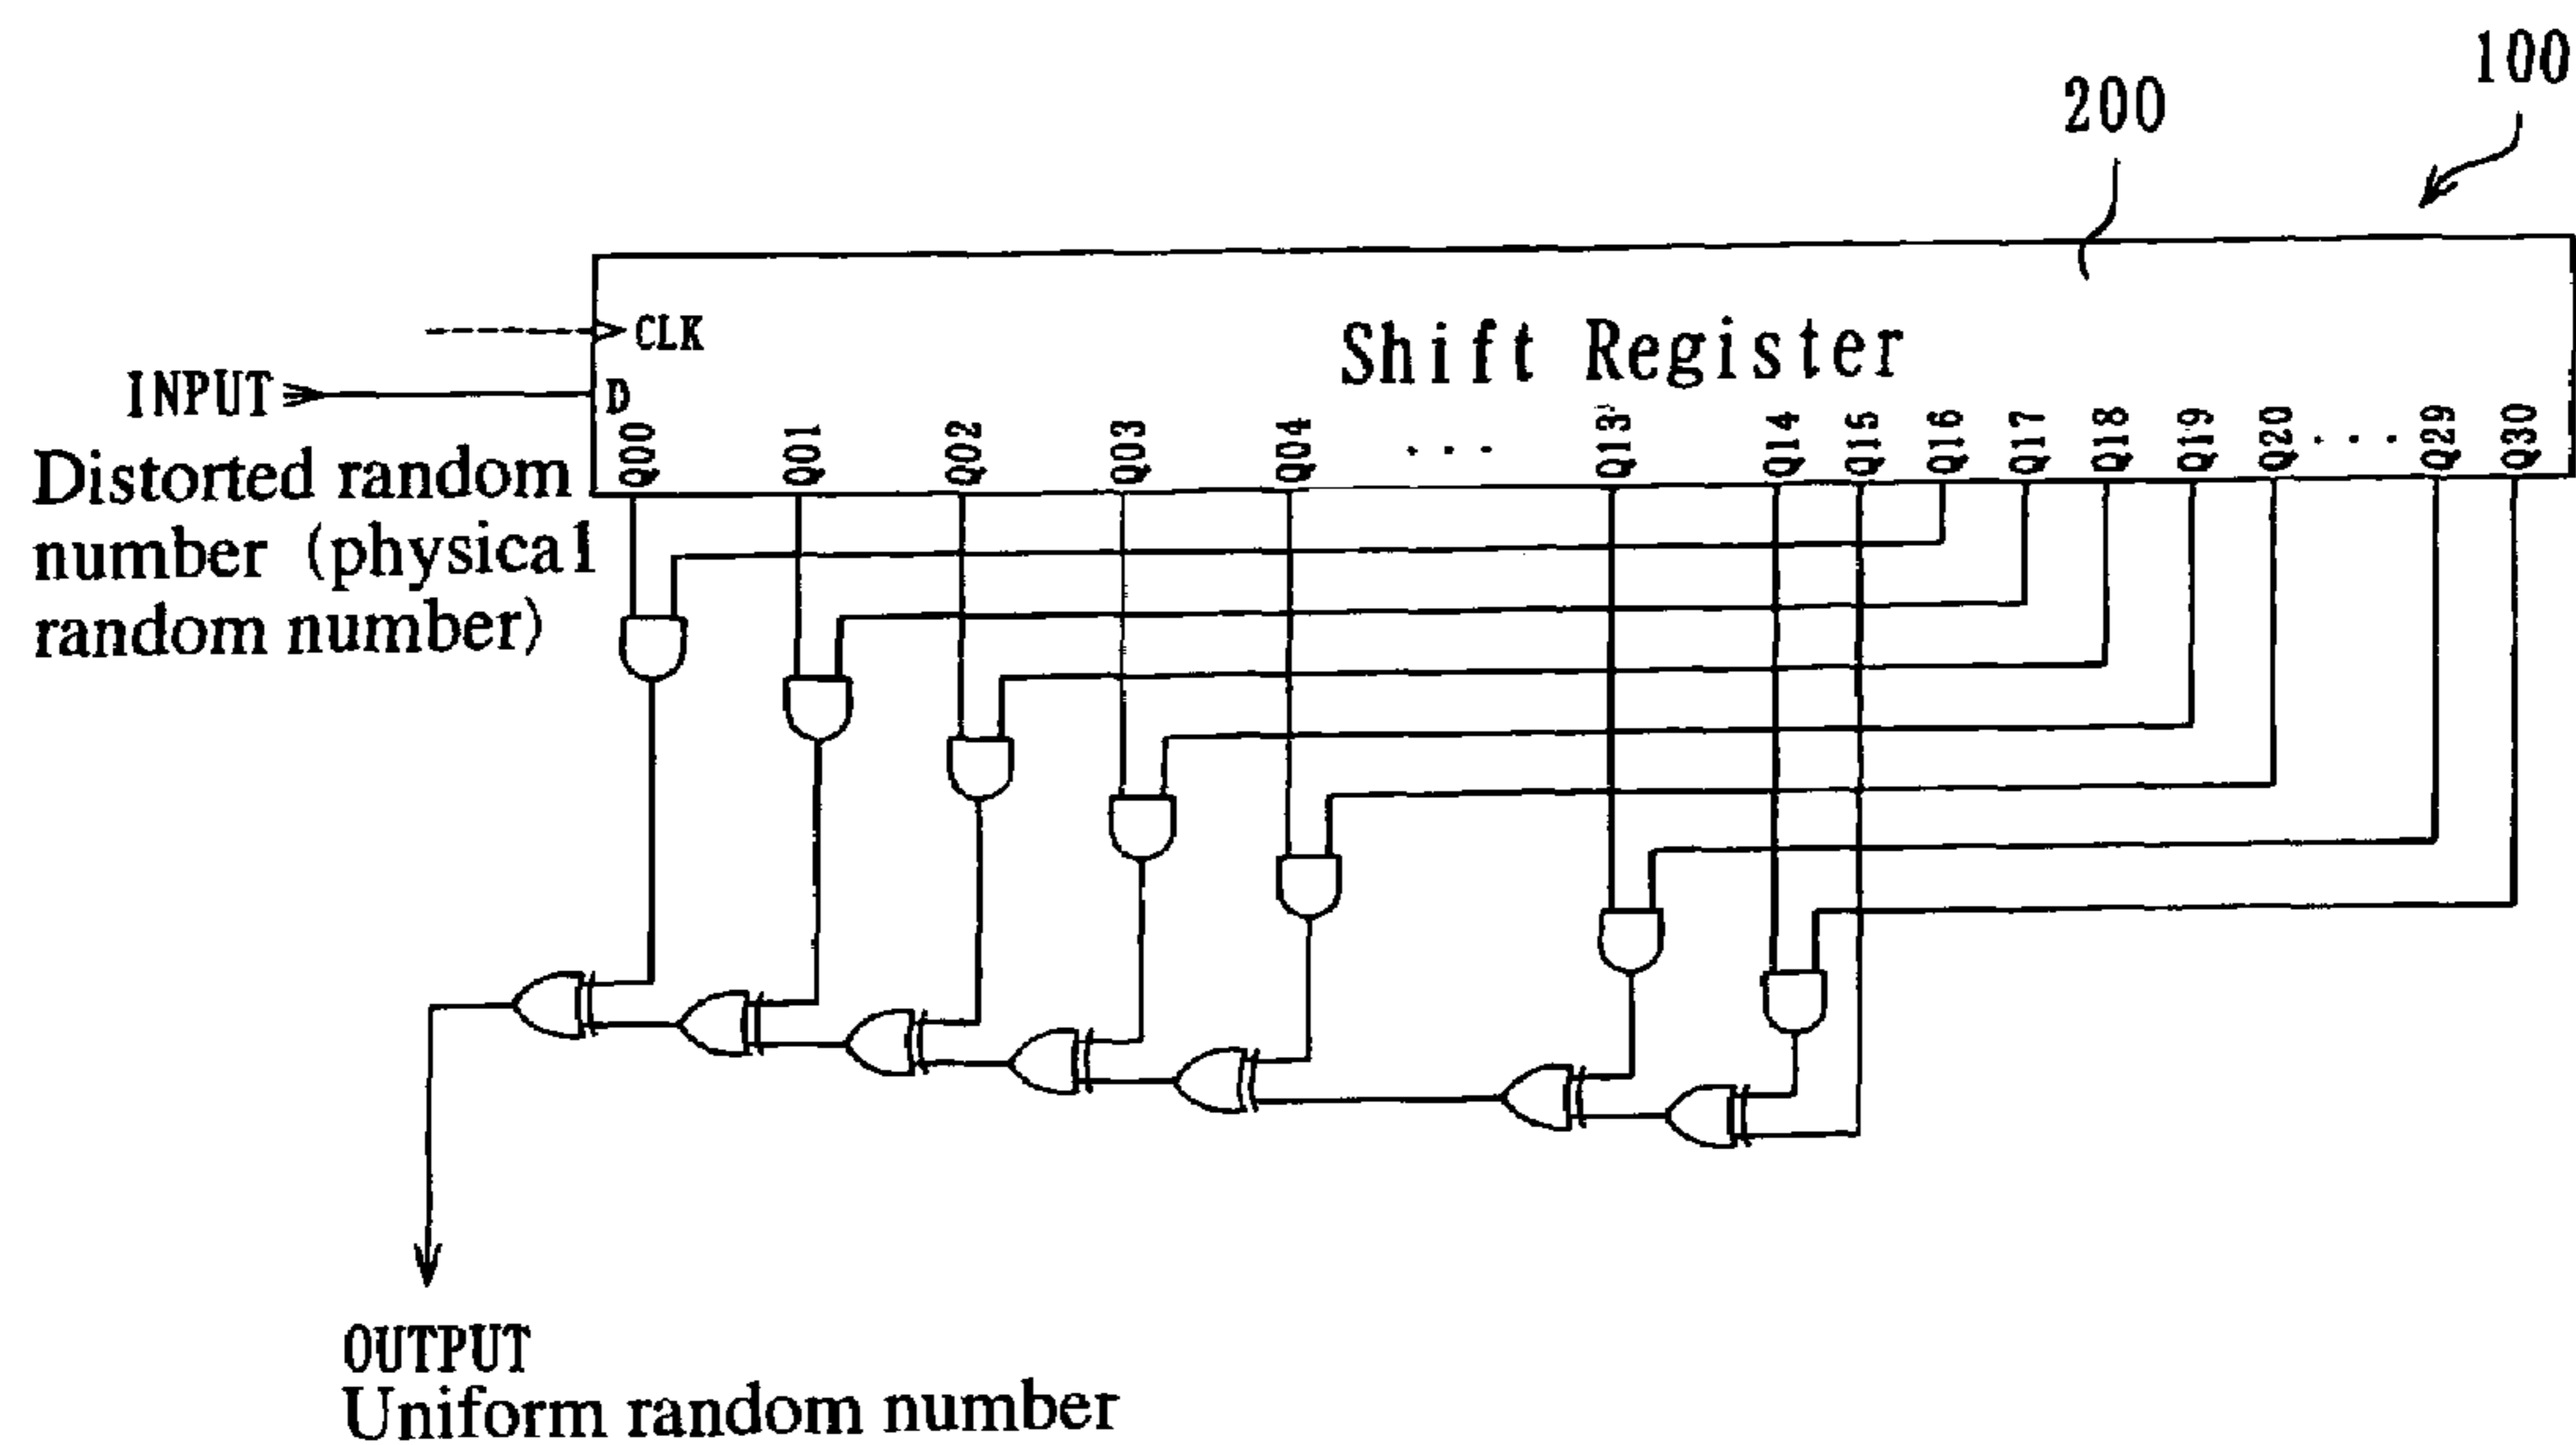 100
200
CLK
Shift Register
INPUT
D
Q00 Q01 Q02 Q03 Q04 ... Q13 Q14 Q15 Q16 Q17 Q18 Q19 Q20 ... Q29 Q30
Distorted random
number (physical
random number)
OUTPUT
Uniform random number